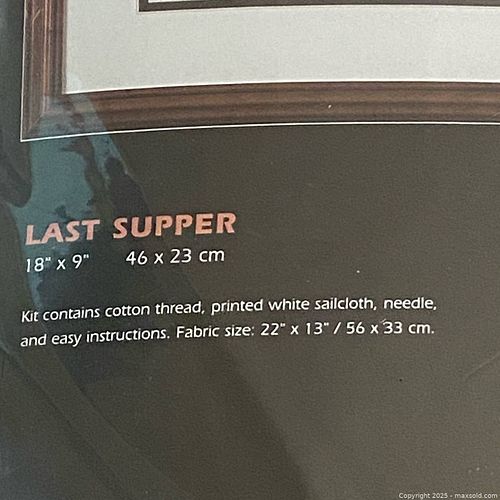 LAST SUPPER
18" x 9" 46 x 23 cm
Kit contains cotton thread, printed white sailcloth, needle,
and easy instructions. Fabric size: 22" x 13" / 56 x 33 cm.
Copyright 2025 - maxsold.com